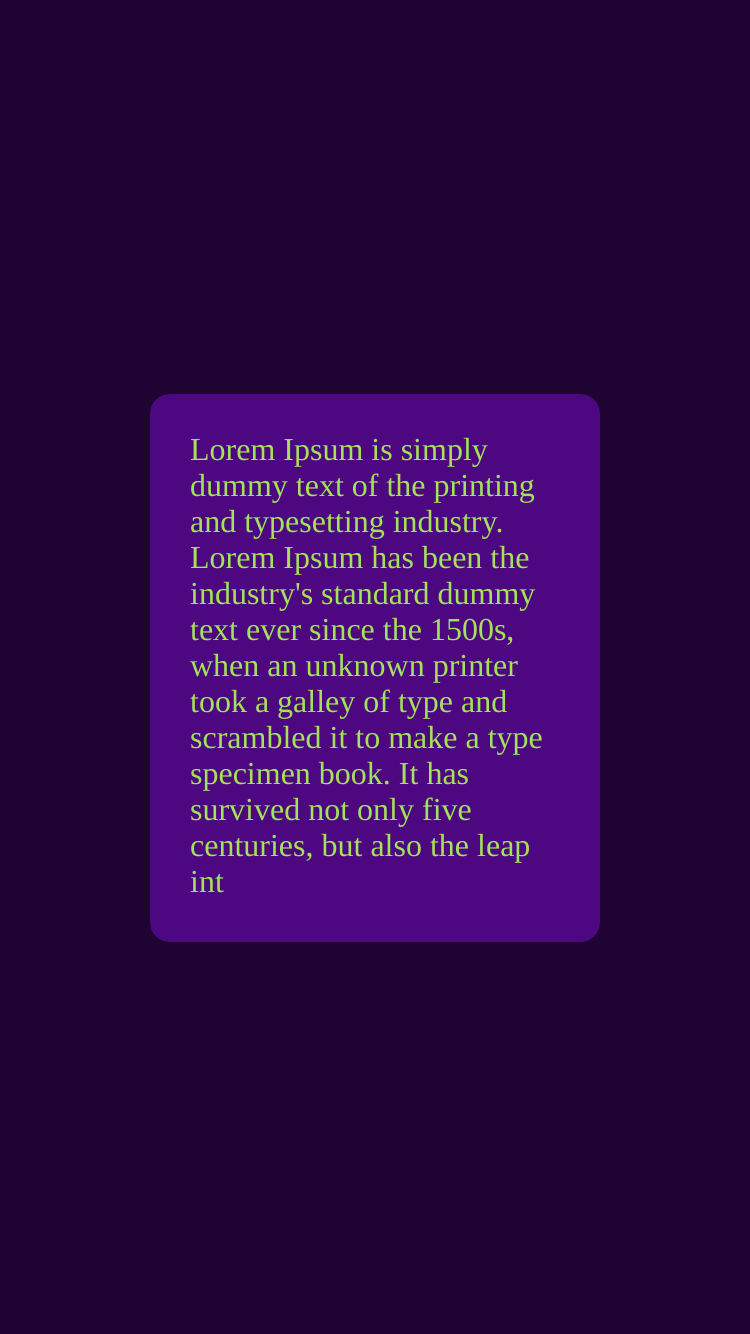 Lorem Ipsum is simply
dummy text of the printing
and typesetting industry.
Lorem Ipsum has been the
industry's standard dummy
text ever since the 1500s,
when an unknown printer
took a galley of type and
scrambled it to make a type
specimen book. It has
survived not only five
centuries, but also the leap
int